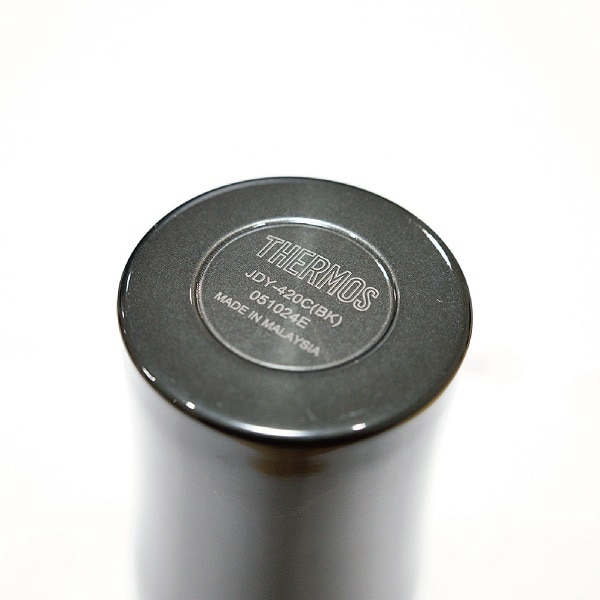 THERMOS
JDY-420C(BK)
051024E
MADE IN MALAYSIA